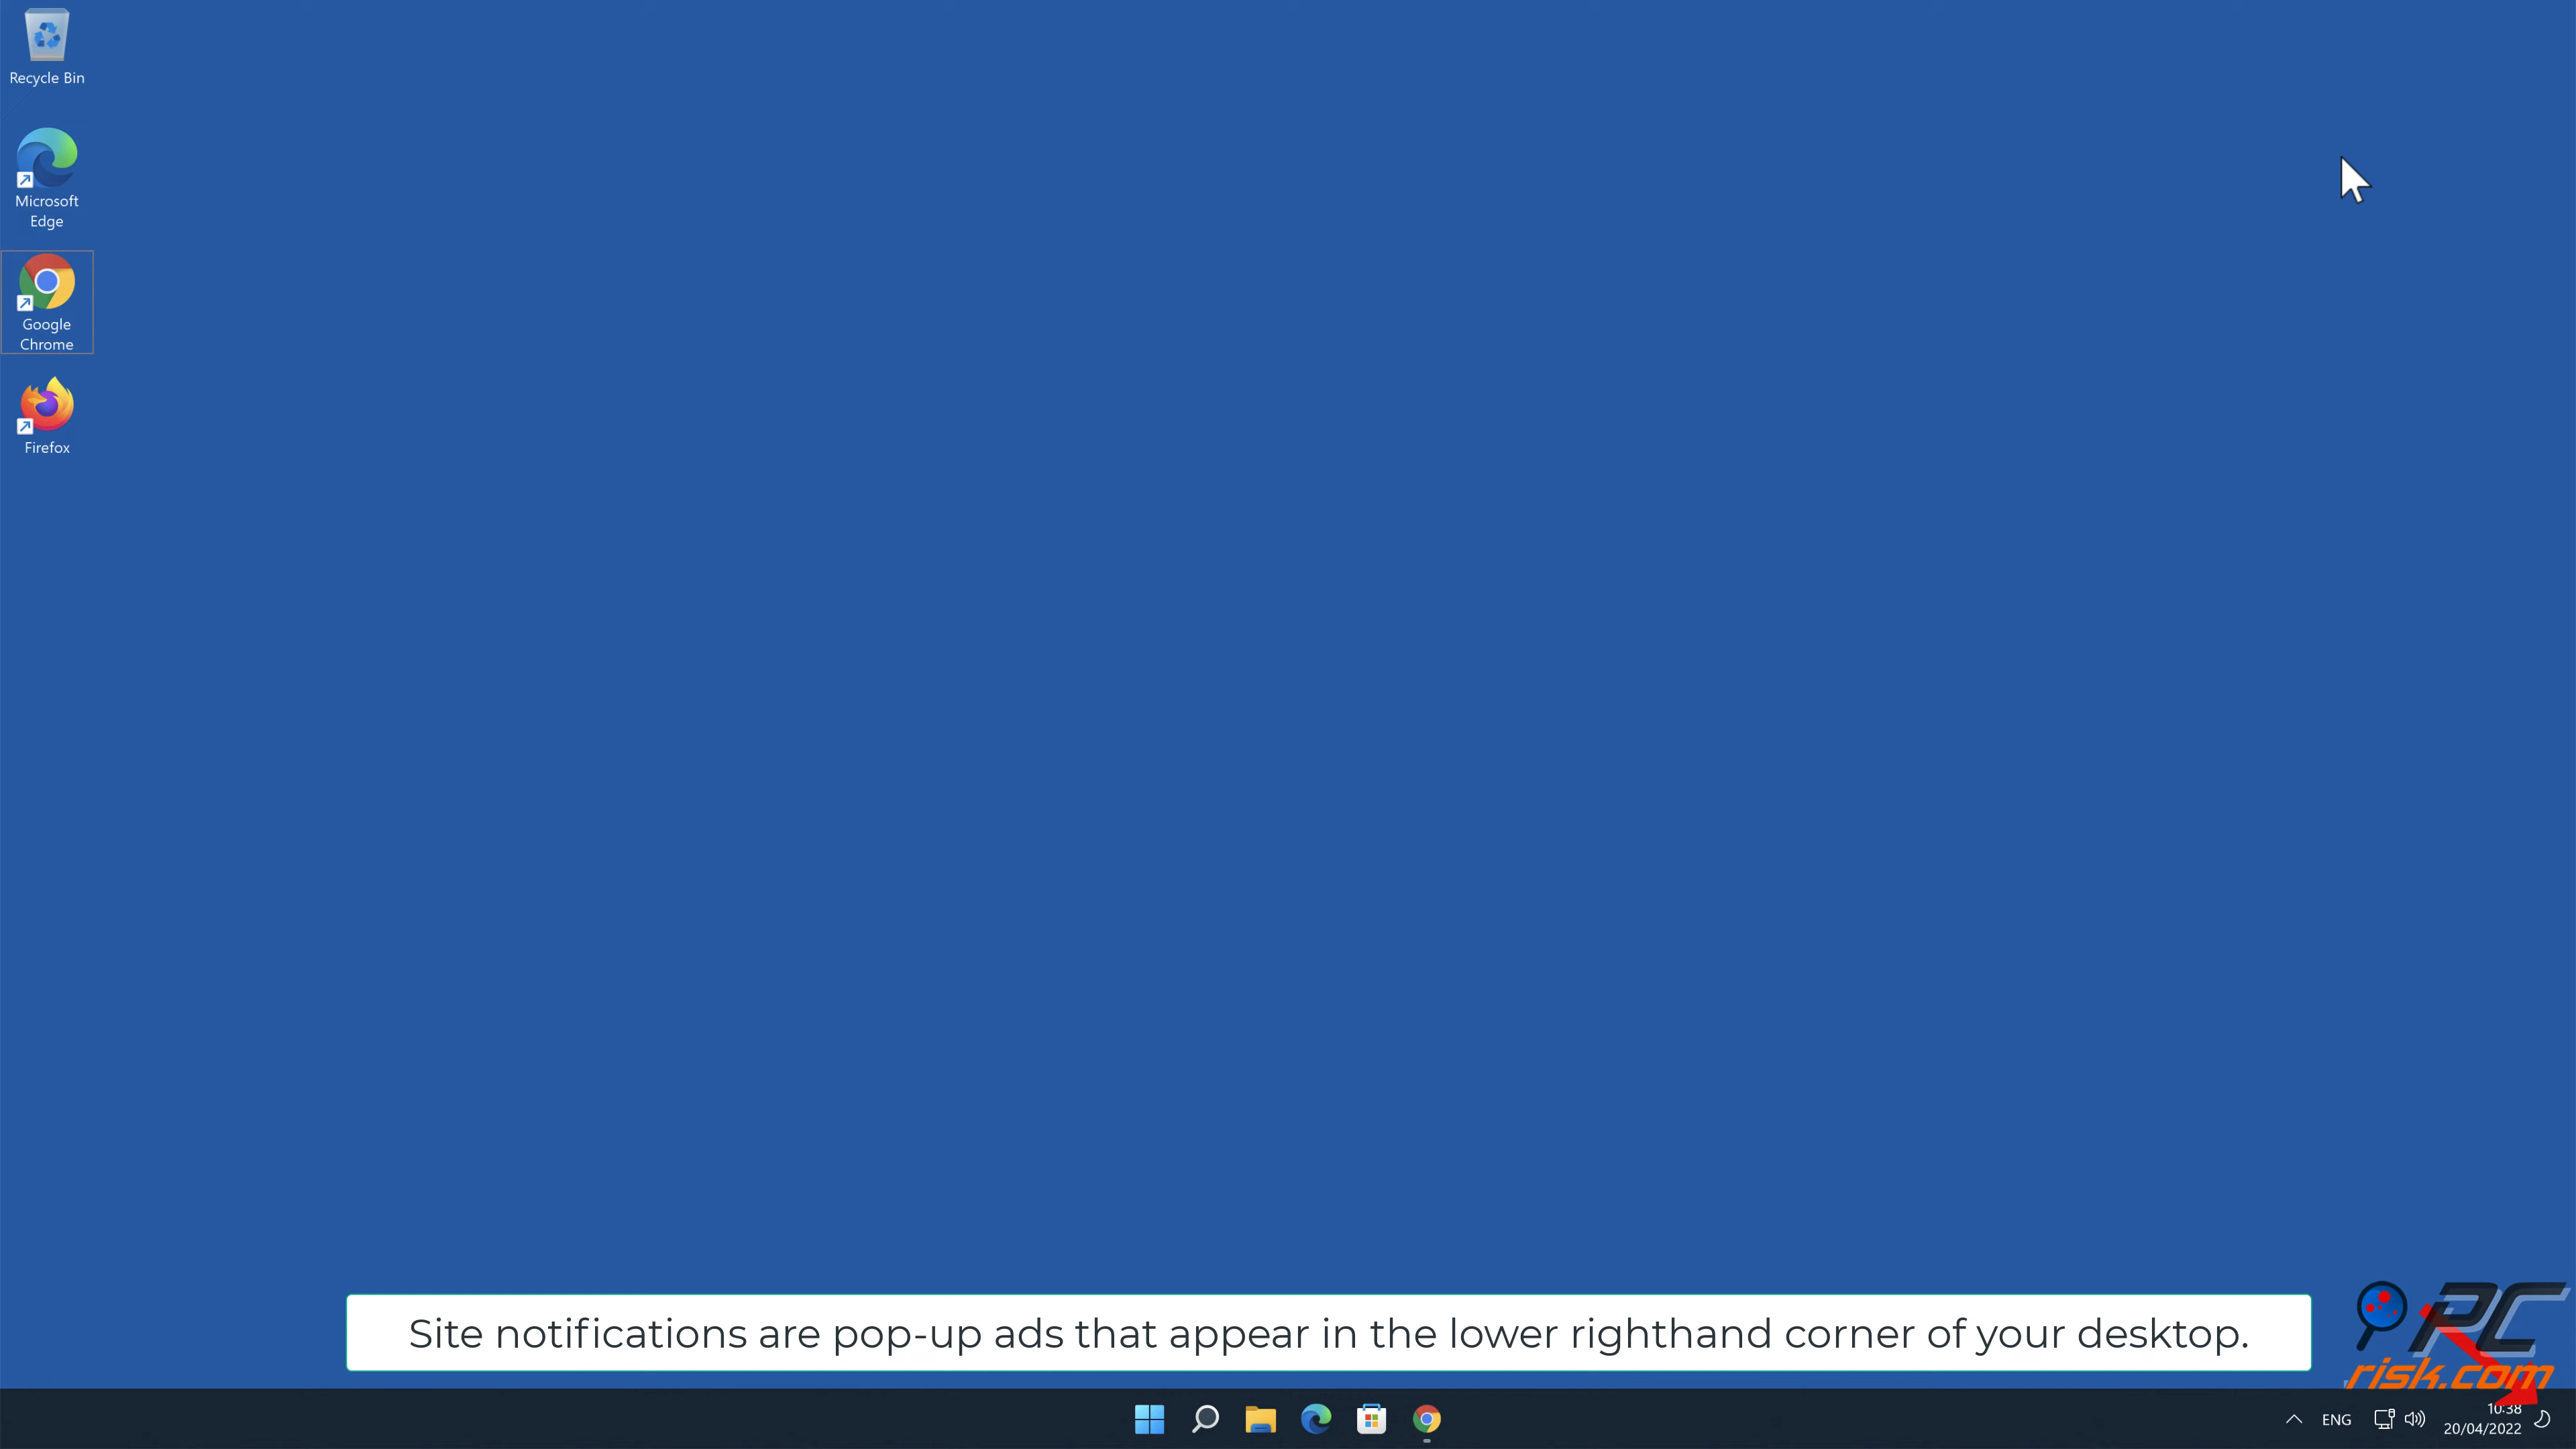 Recycle Bin
Microsoft
Edge
Google
Chrome
Firefox
Site notifications are pop-up ads that appear in the lower righthand corner of your desktop.
PC
risk.com
ENG
10:38
20/04/2022